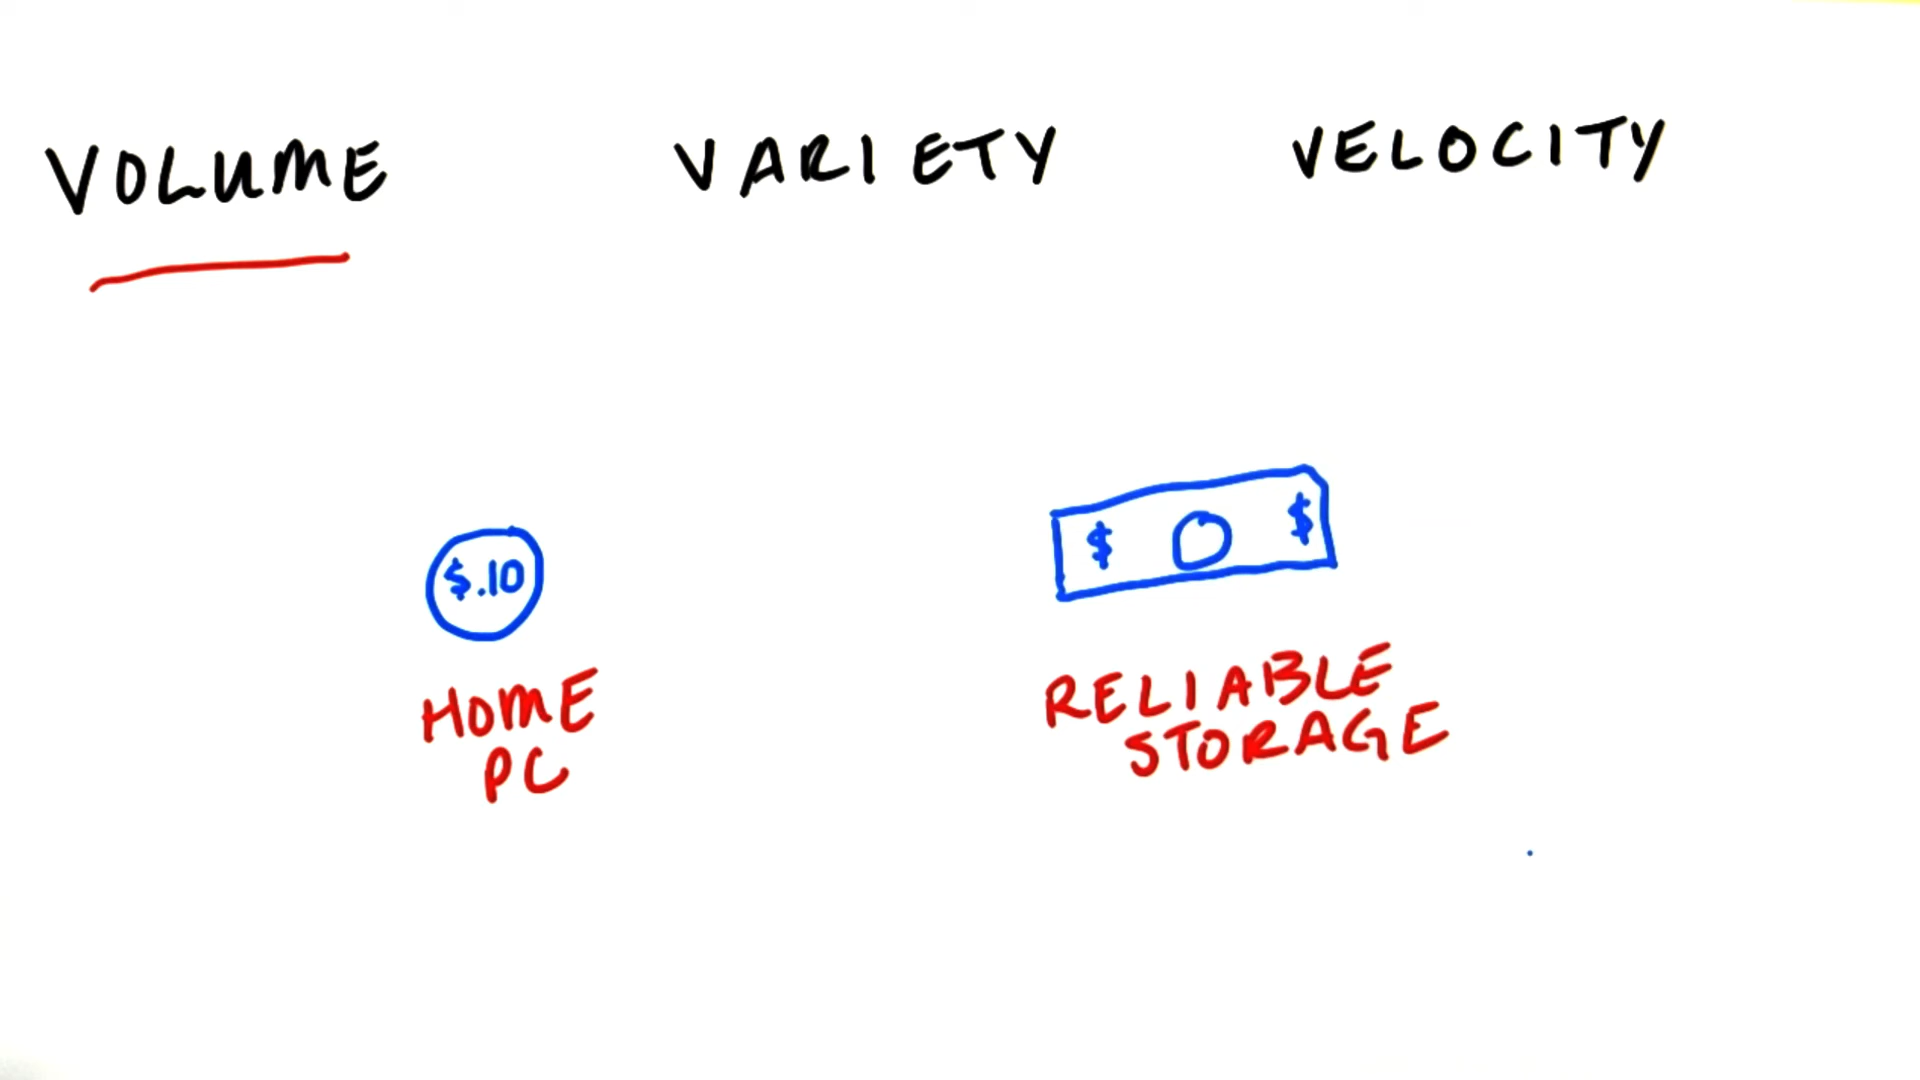 VOLUME VARIETY VELOCITY
$.10
$ $
HOME
PC
RELIABLE
STORAGE